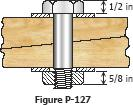 1/2 in
5/8 in
Figure P-127